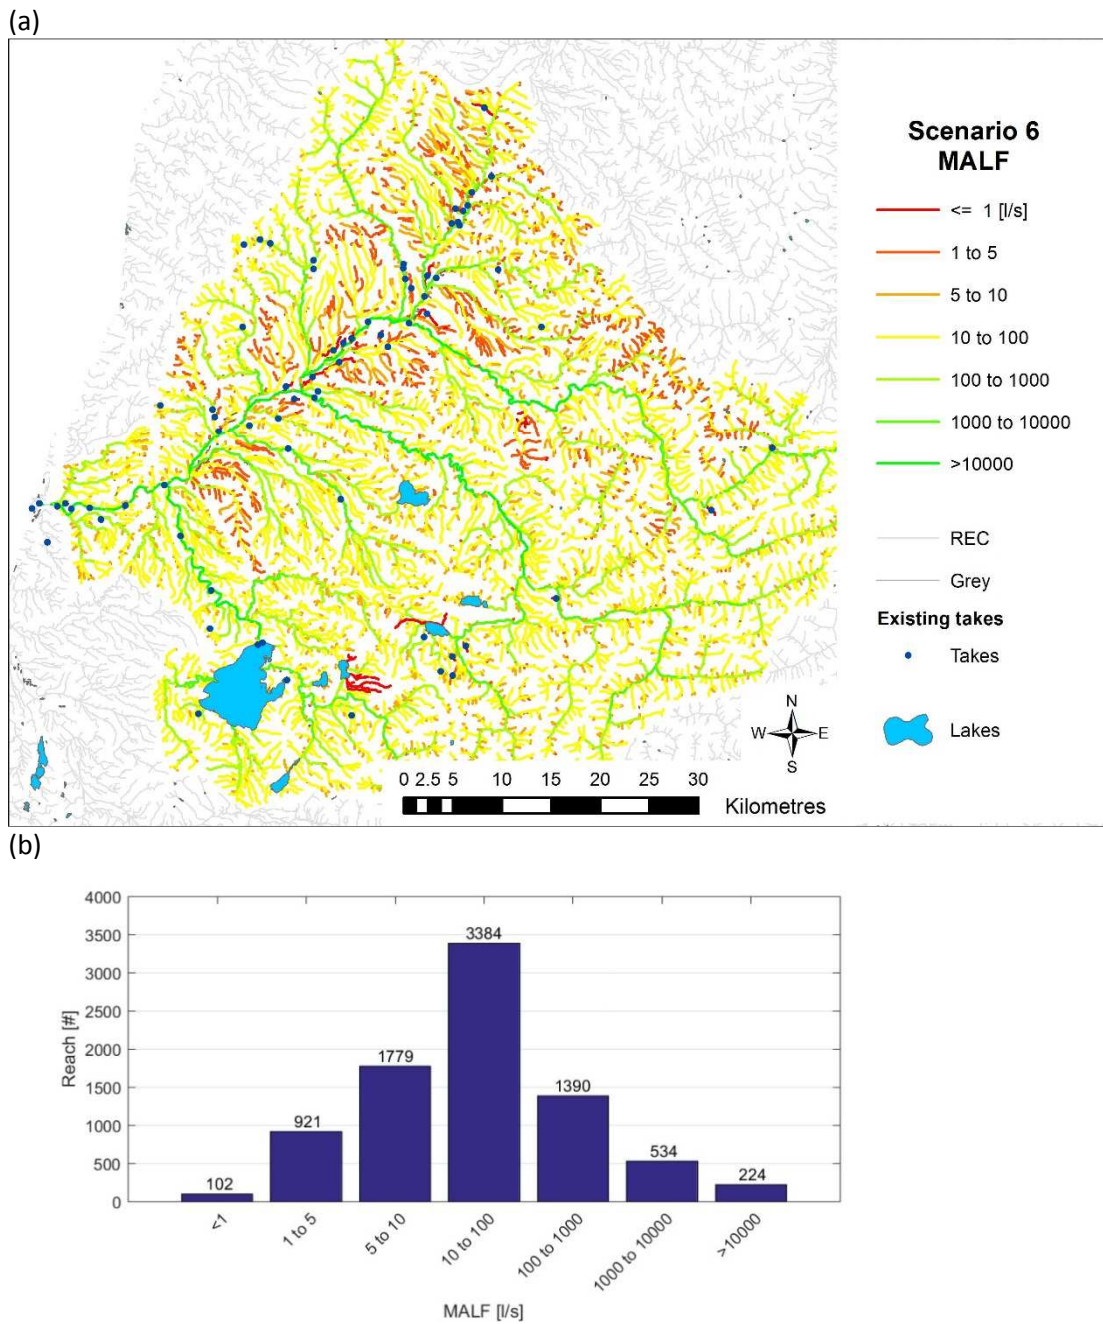 (a)
Scenario 6
MALF
<= 1 [l/s]
1 to 5
5 to 10
10 to 100
100 to 1000
1000 to 10000
>10000
REC
Grey
Existing takes
Takes
Lakes
N
W E
S
0 2.5 5 10 15 20 25 30
Kilometres
(b)
4000
3500
3000
2500
2000
1500
1000
500
0
Reach [#]
102
921
1779
3384
1390
534
224
<1
1 to 5
5 to 10
10 to 100
100 to 1000
1000 to 10000
>10000
MALF [l/s]